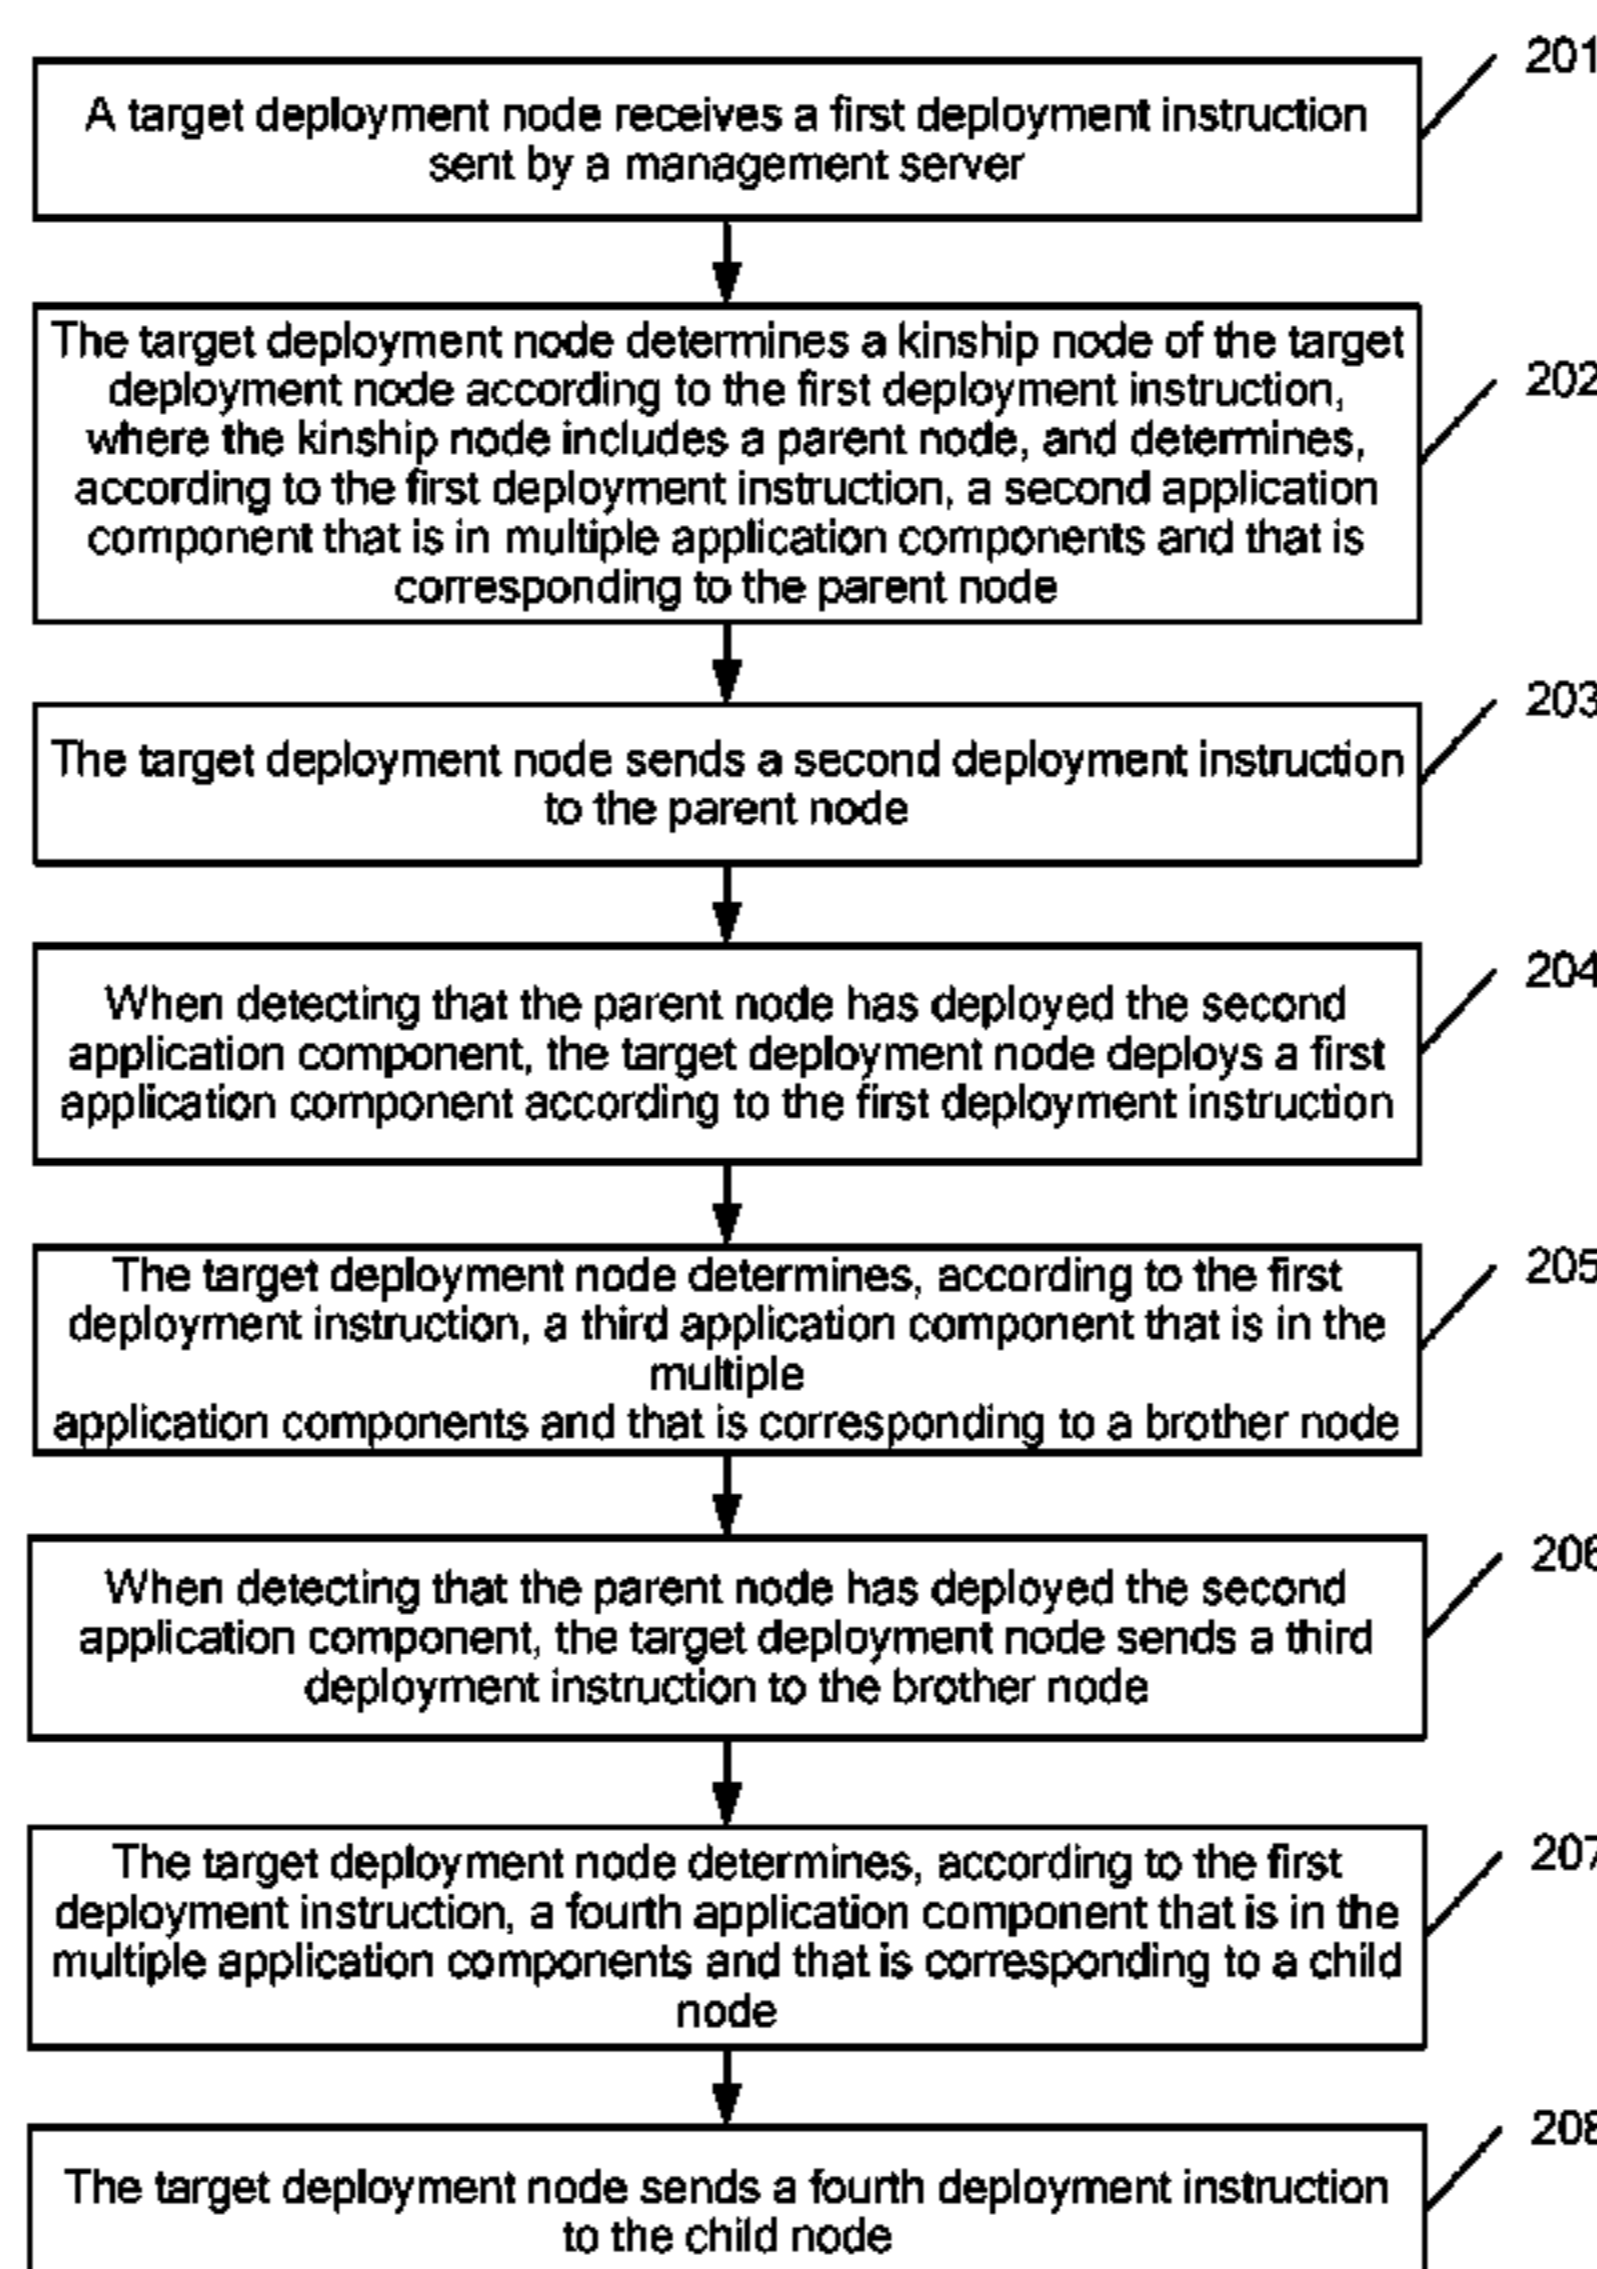 201
A target deployment node receives a first deployment instruction
sent by a management server
The target deployment node determines a kinship node of the target
deployment node according to the first deployment instruction,
where the kinship node includes a parent node, and determines,
according to the first deployment instruction, a second application
component that is in multiple application components and that is
corresponding to the parent node
202
The target deployment node sends a second deployment instruction
to the parent node
203
When detecting that the parent node has deployed the second
application component, the target deployment node deploys a first
application component according to the first deployment instruction
204
The target deployment node determines, according to the first
deployment instruction, a third application component that is in the
multiple
application components and that is corresponding to a brother node
205
When detecting that the parent node has deployed the second
application component, the target deployment node sends a third
deployment instruction to the brother node
206
The target deployment node determines, according to the first
deployment instruction, a fourth application component that is in the
multiple application components and that is corresponding to a child
node
207
The target deployment node sends a fourth deployment instruction
to the child node
208